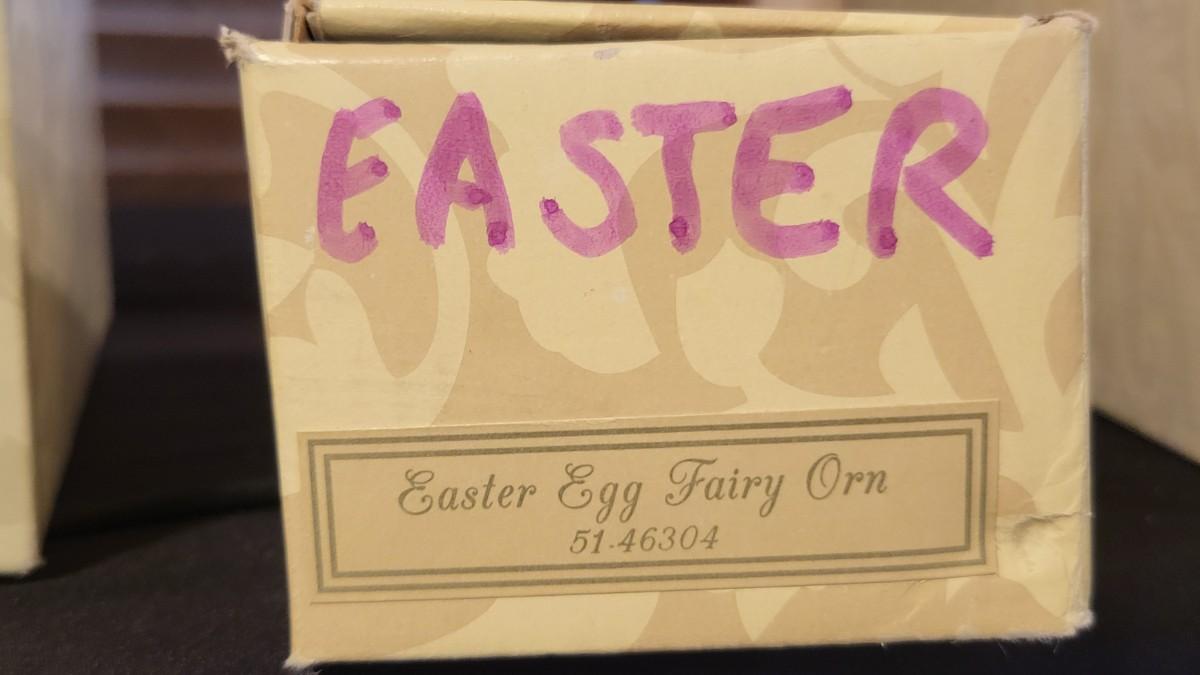 EASTER
Easter Egg Fairy Orn
51.46304